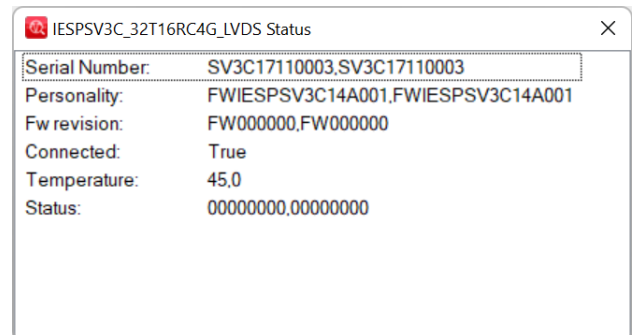 IESPSV3C_32T16RC4G_LVDS Status
Serial Number: SV3C17110003,SV3C17110003
Personality: FWIESPSV3C14A001,FWIESPSV3C14A001
Fw revision: FW000000,FW000000
Connected: True
Temperature: 45,0
Status: 00000000,00000000